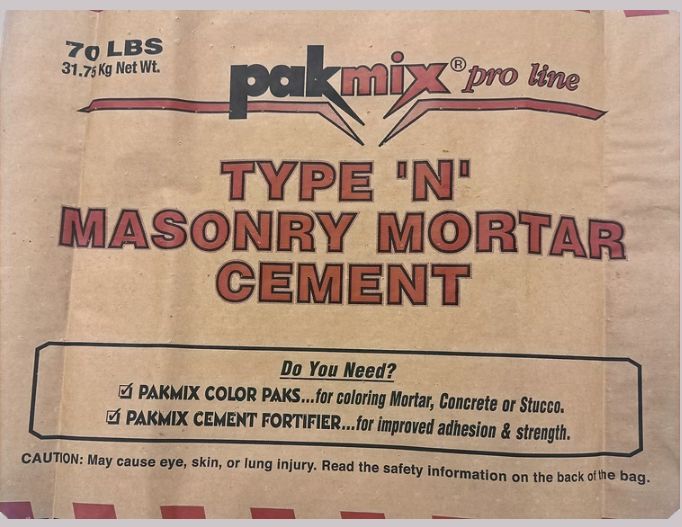 70 LBS
31.75 Kg Net Wt.
pakmix® pro line
TYPE 'N'
MASONRY MORTAR
CEMENT
Do You Need?
☑ PAKMIX COLOR PAKS...for coloring Mortar, Concrete or Stucco.
☑ PAKMIX CEMENT FORTIFIER...for improved adhesion & strength.
CAUTION: May cause eye, skin, or lung injury. Read the safety information on the back of the bag.